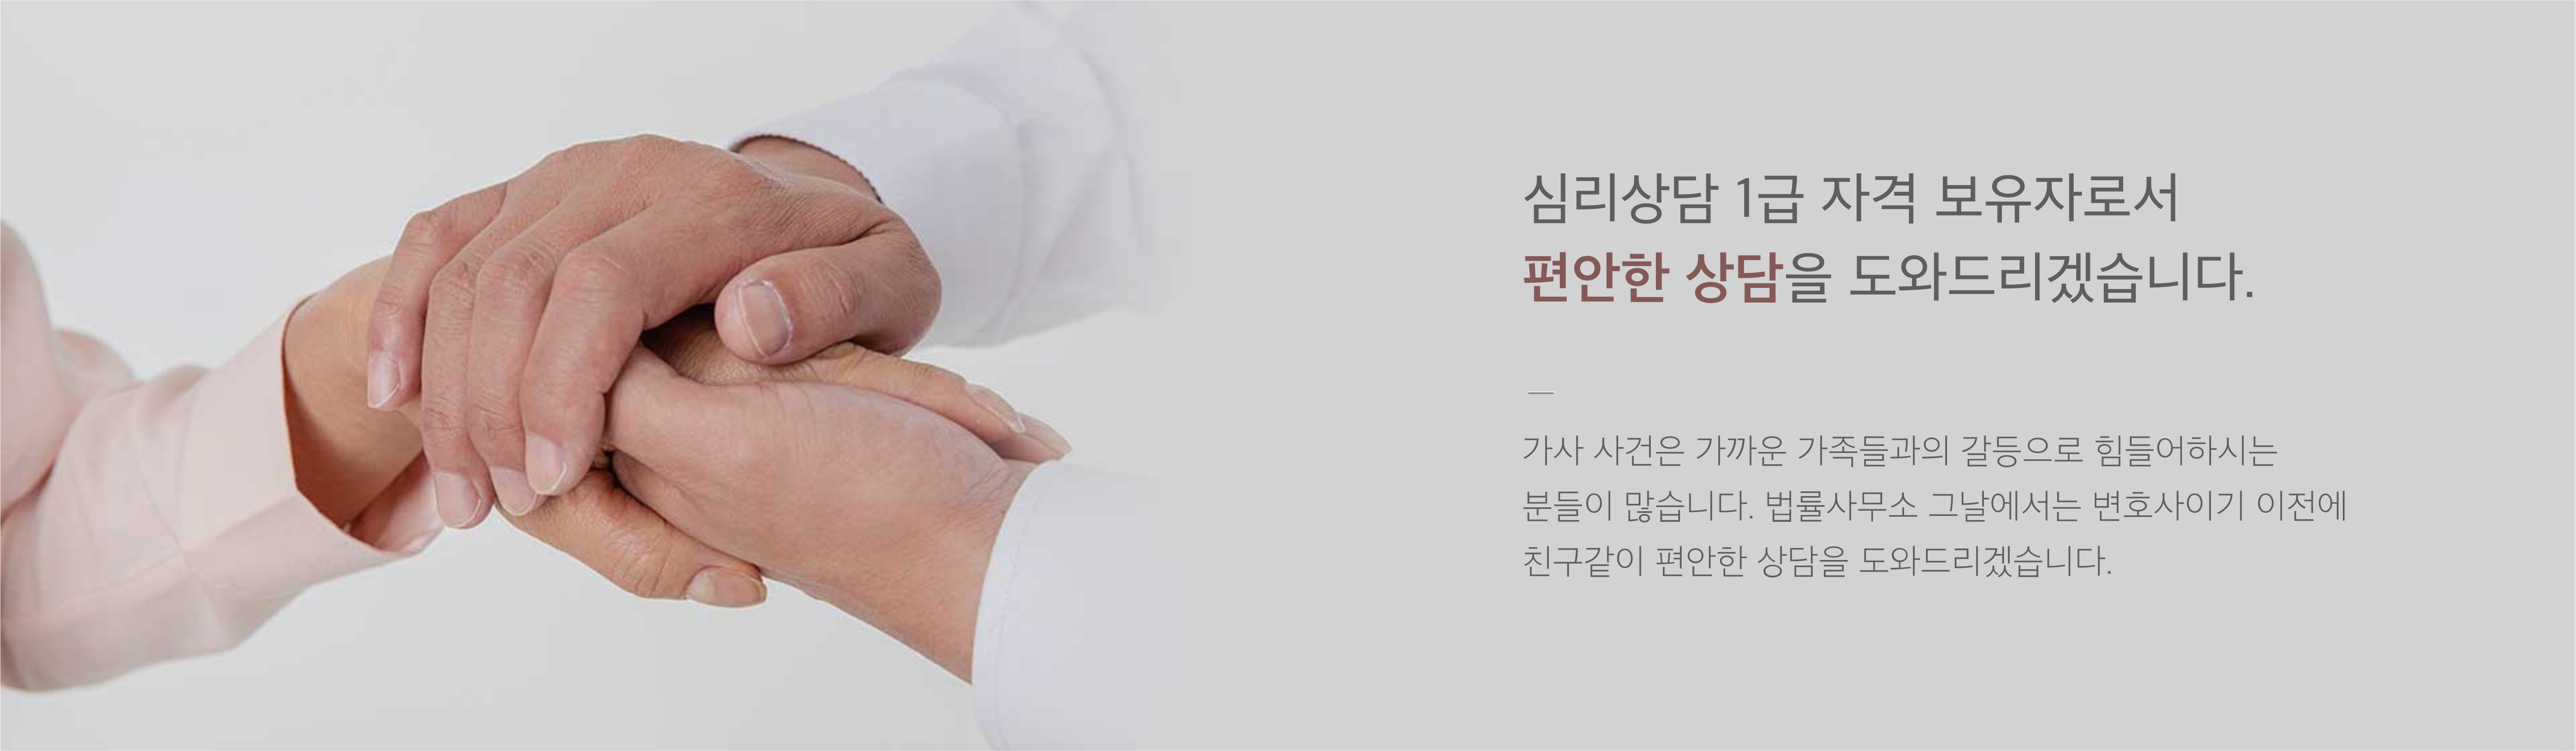 심리상담 1급 자격 보유자로서
편안한 상담을 도와드리겠습니다.
가사 사건은 가까운 가족들과의 갈등으로 힘들어하시는
분들이 많습니다. 법률사무소 그날에서는 변호사이기 이전에
친구같이 편안한 상담을 도와드리겠습니다.